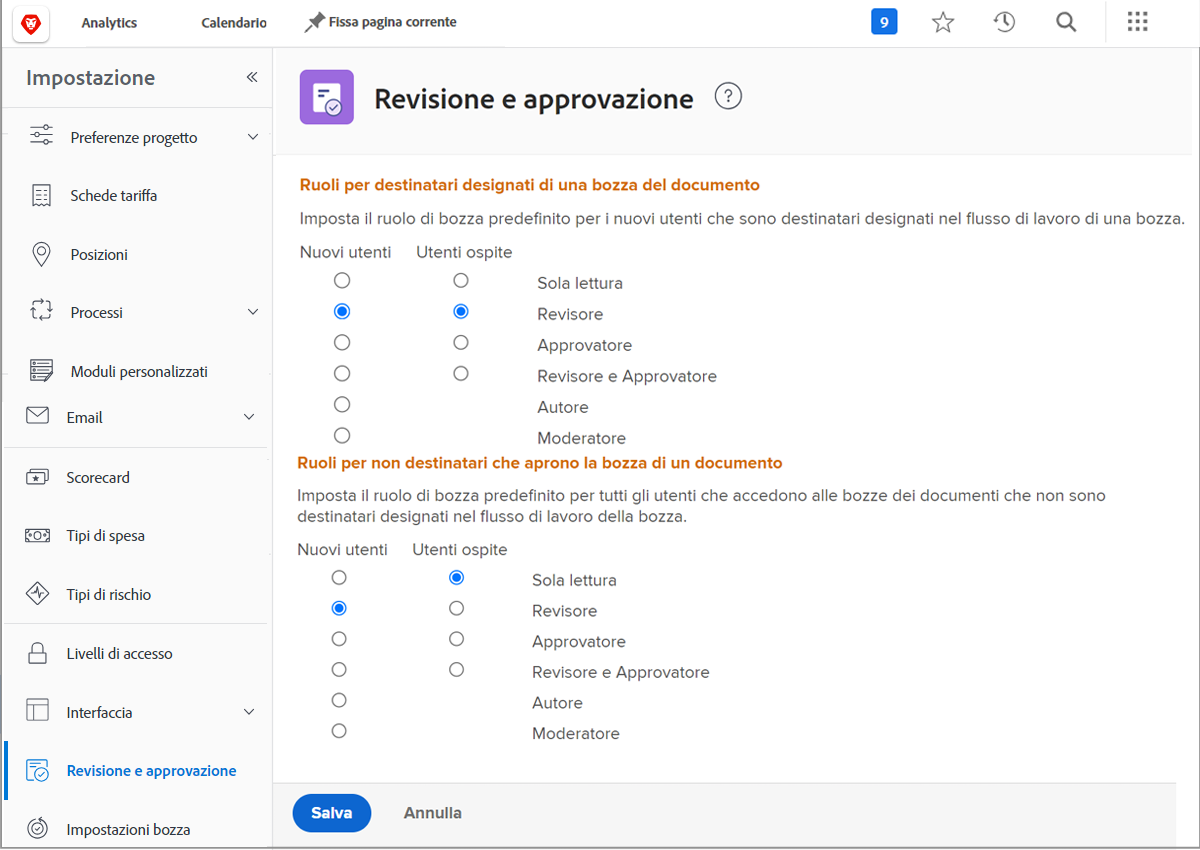 Analytics
Calendario
Fissa pagina corrente
9
Impostazione
Preferenze progetto
Schede tariffa
Posizioni
Processi
Moduli personalizzati
Email
Scorecard
Tipi di spesa
Tipi di rischio
Livelli di accesso
Interfaccia
Revisione e approvazione
Impostazioni bozza
Revisione e approvazione ?
Ruoli per destinatari designati di una bozza del documento
Imposta il ruolo di bozza predefinito per i nuovi utenti che sono destinatari designati nel flusso di lavoro di una bozza.
Nuovi utenti Utenti ospite
Sola lettura
Revisore
Approvatore
Revisore e Approvatore
Autore
Moderatore
Ruoli per non destinatari che aprono la bozza di un documento
Imposta il ruolo di bozza predefinito per tutti gli utenti che accedono alle bozze dei documenti che non sono
destinatari designati nel flusso di lavoro della bozza.
Nuovi utenti Utenti ospite
Sola lettura
Revisore
Approvatore
Revisore e Approvatore
Autore
Moderatore
Salva Annulla